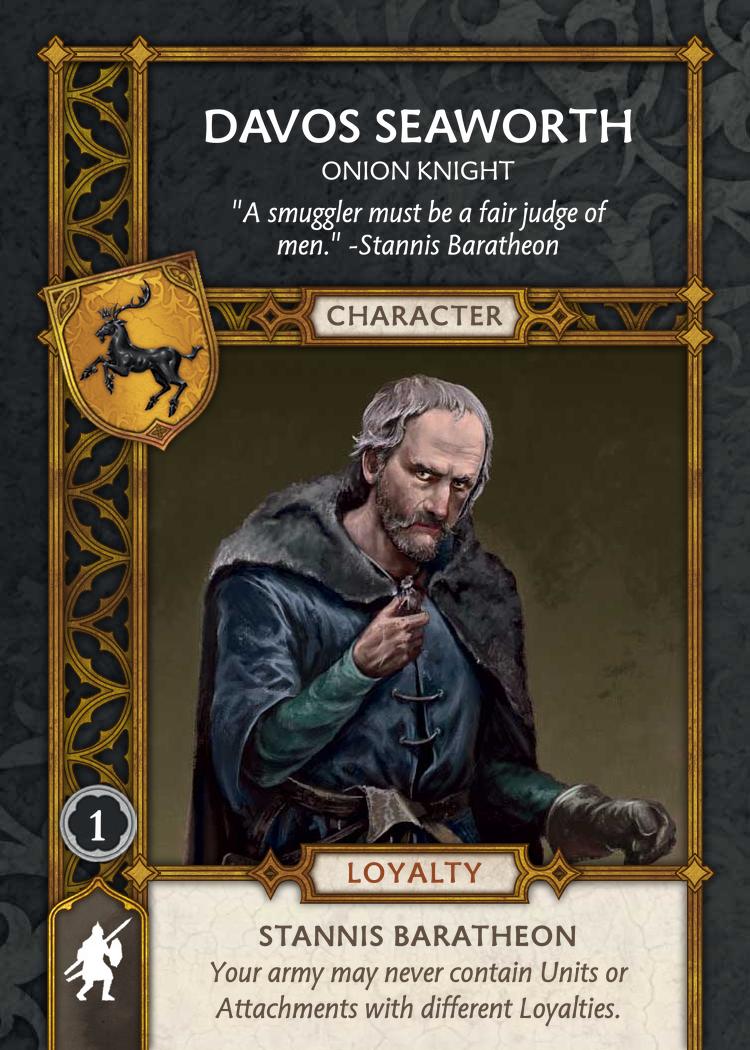 DAVOS SEAWORTH
ONION KNIGHT
"A smuggler must be a fair judge of
men." -Stannis Baratheon
CHARACTER
1
LOYALTY
STANNIS BARATHEON
Your army may never contain Units or
Attachments with different Loyalties.